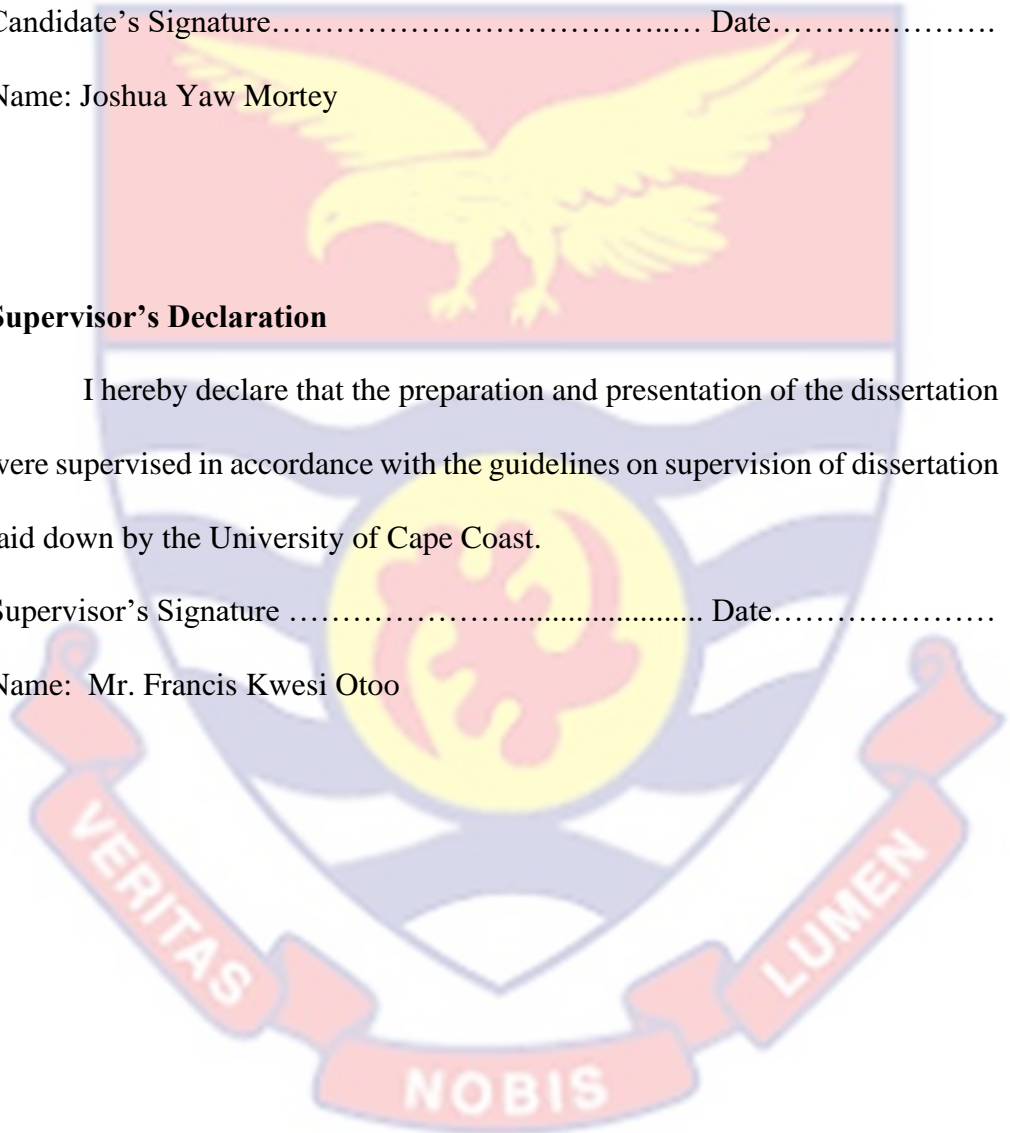 Candidate’s Signature…………………………………..… Date………...……….
Name: Joshua Yaw Mortey
Supervisor’s Declaration
I hereby declare that the preparation and presentation of the dissertation
were supervised in accordance with the guidelines on supervision of dissertation
laid down by the University of Cape Coast.
Supervisor’s Signature …………………........................ Date…………………
Name: Mr. Francis Kwesi Otoo
VERITAS
NOBIS
LUMEN